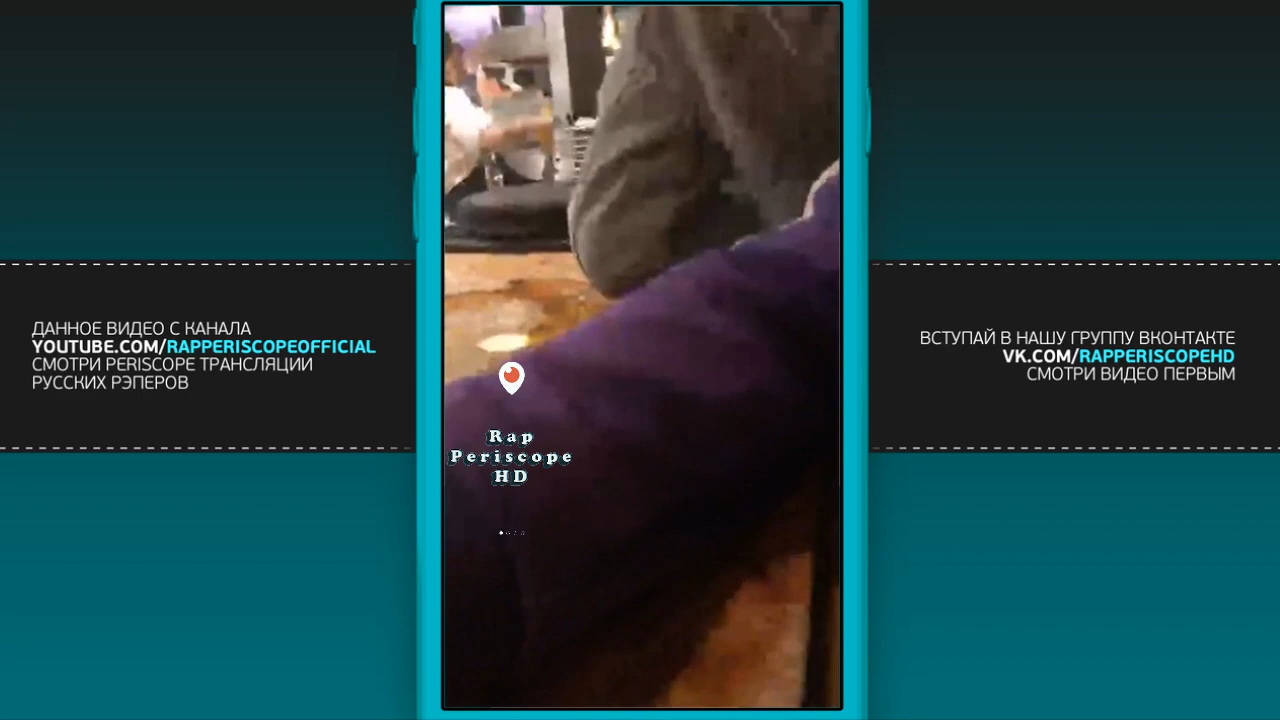 ДАННОЕ ВИДЕО С КАНАЛА
YOUTUBE.COM/RAPPERISCOPEOFFICIAL
СМОТРИ PERISCOPE ТРАНСЛЯЦИИ
РУССКИХ РЭПЕРОВ
Rap
Periscope
HD
ВСТУПАЙ В НАШУ ГРУППУ ВКОНТАКТЕ
VK.COM/RAPPERISCOPEHD
СМОТРИ ВИДЕО ПЕРВЫМ